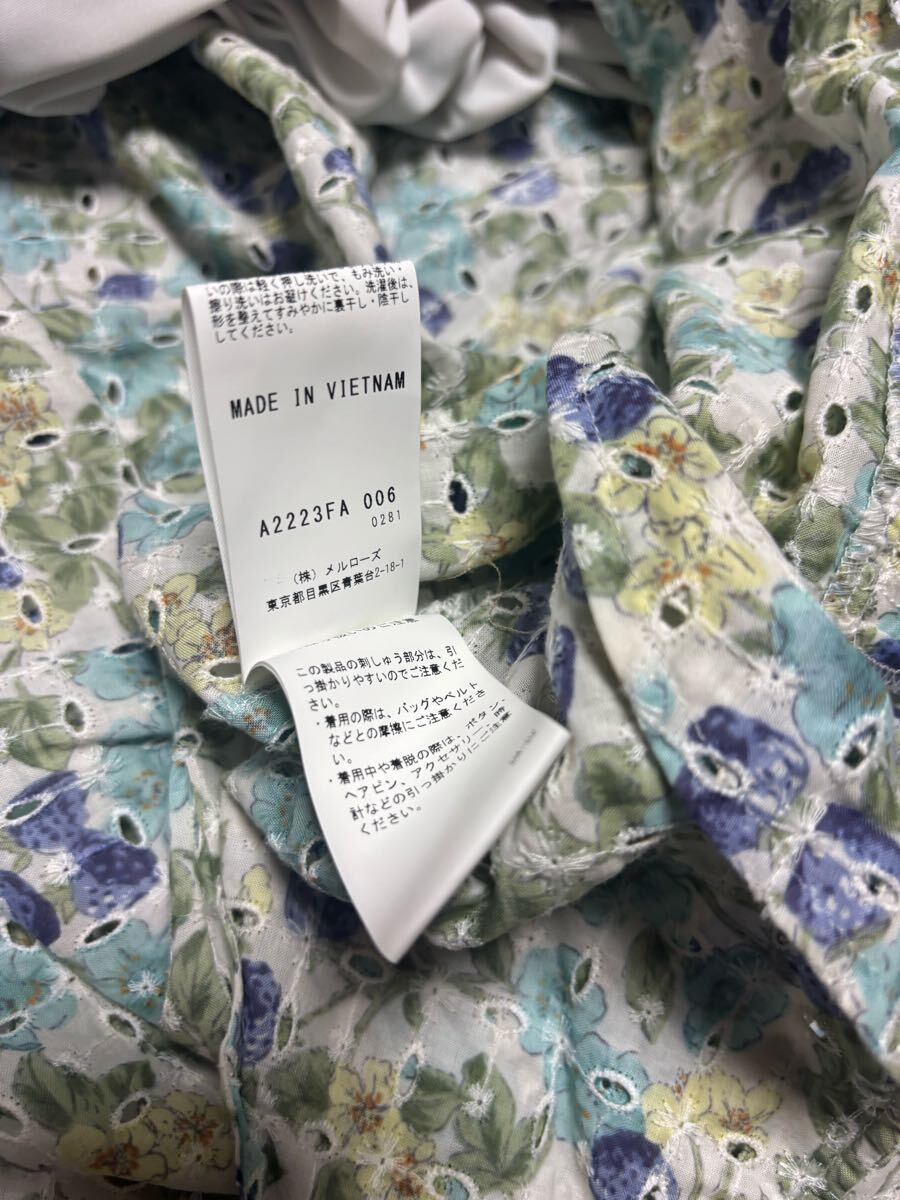 いの際は軽く押し洗いで、もみ洗い・
擦り洗いはお避けください。洗濯後は、
形を整えてすみやかに裏干し・陰干し
してください。
MADE IN VIETNAM
A2223FA 006
0281
(株) メルローズ
東京都目黒区青葉台2-18-1
この製品の刺しゅう部分は、引
っ掛かりやすいのでご注意くだ
さい。
・着用の際は、バッグやベルト
などとの摩擦にご注意くださ
い。
・着用中や着脱の際は、ボタン、
ヘアピン、アクセサリー、時
計などの引っ掛かりにご注意
ください。